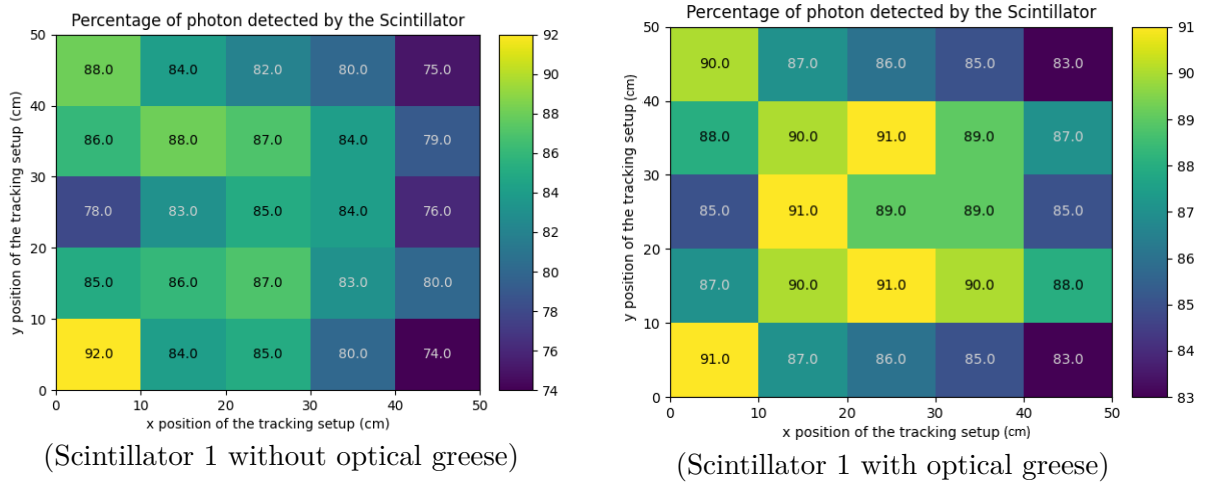 Percentage of photon detected by the Scintillator
y position of the tracking setup (cm)
50
40
30
20
10
0
88.0 84.0 82.0 80.0 75.0
86.0 88.0 87.0 84.0 79.0
78.0 83.0 85.0 84.0 76.0
85.0 86.0 87.0 83.0 80.0
92.0 84.0 85.0 80.0 74.0
0 10 20 30 40 50
x position of the tracking setup (cm)
92
90
88
86
84
82
80
78
76
74
(Scintillator 1 without optical greese)
Percentage of photon detected by the Scintillator
y position of the tracking setup (cm)
50
40
30
20
10
0
90.0 87.0 86.0 85.0 83.0
88.0 90.0 91.0 89.0 87.0
85.0 91.0 89.0 89.0 85.0
87.0 90.0 91.0 90.0 88.0
91.0 87.0 86.0 85.0 83.0
0 10 20 30 40 50
x position of the tracking setup (cm)
91
90
89
88
87
86
85
84
83
(Scintillator 1 with optical greese)